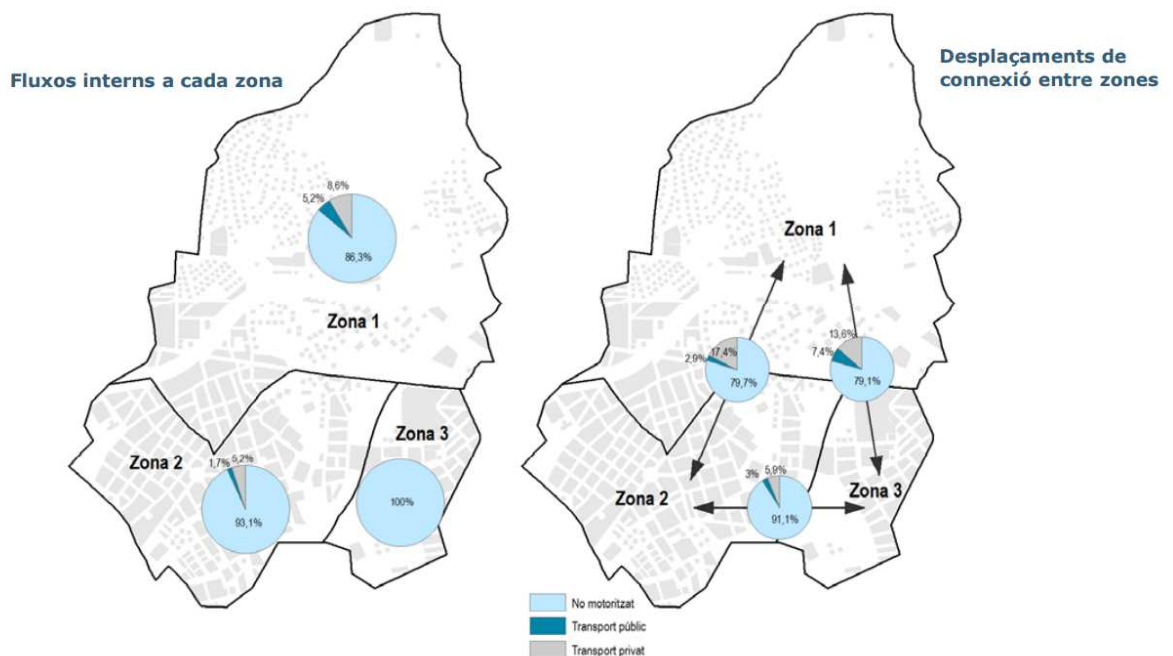 Fluxos interns a cada zona
Desplaçaments de
connexió entre zones
8,6%
5,2%
86,3%
Zona 1
Zona 2
1,7%
5,2%
93,1%
Zona 3
100%
Zona 1
17,4%
2,9%
79,7%
13,6%
7,4%
79,1%
Zona 2
3%
5,9%
91,1%
Zona 3
No motoritzat
Transport públic
Transport privat